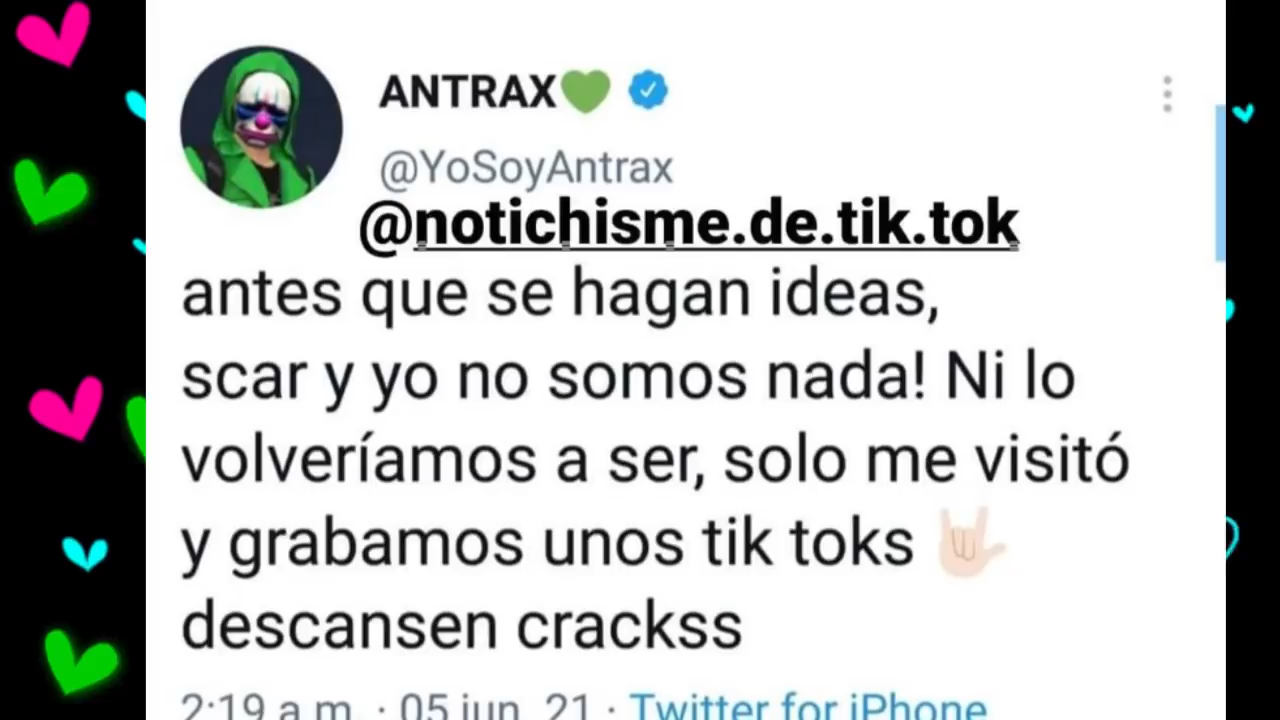 ANTRAX💚
@YoSoyAntrax
@notichisme.de.tik.tok
antes que se hagan ideas,
scar y yo no somos nada! Ni lo
volveríamos a ser, solo me visitó
y grabamos unos tik toks 🤟🏻
descansen crackss
2:19 a.m. · 05 jun. 21 · Twitter for iPhone